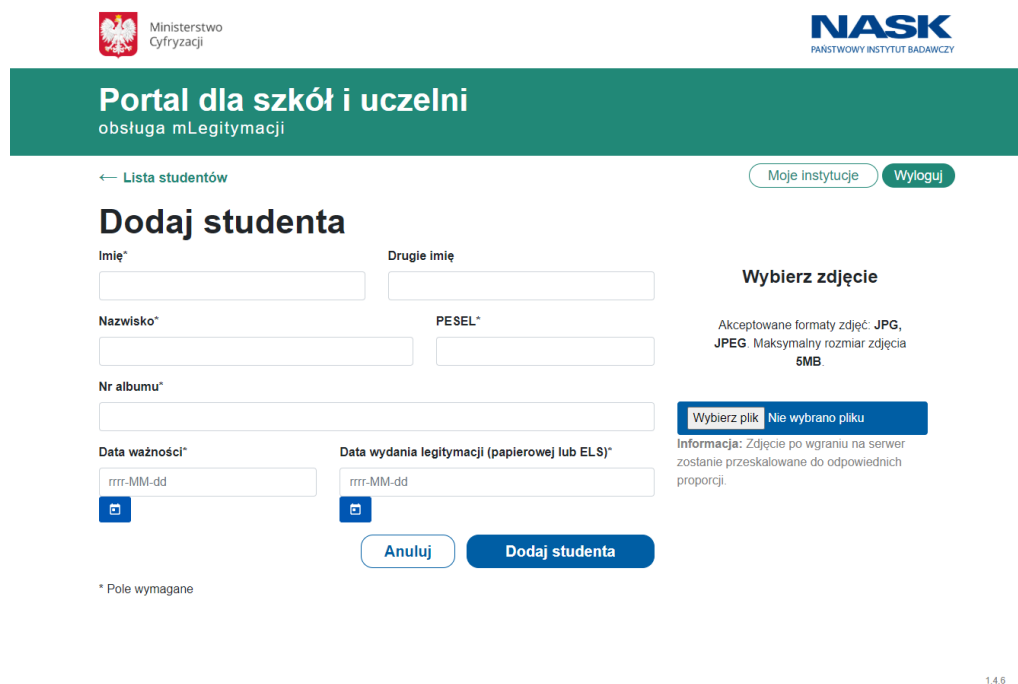 Ministerstwo
Cyfryzacji
NASK
PAŃSTWOWY INSTYTUT BADAWCZY
Portal dla szkół i uczelni
obsługa mLegitymacji
← Lista studentów
Moje instytucje
Wyloguj
Dodaj studenta
Imię*
Drugie imię
Nazwisko*
PESEL*
Nr albumu*
Data ważności*
Data wydania legitymacji (papierowej lub ELS)*
rrrr-MM-dd
rrrr-MM-dd
Anuluj
Dodaj studenta
* Pole wymagane
Wybierz zdjęcie
Akceptowane formaty zdjęć: JPG,
JPEG. Maksymalny rozmiar zdjęcia
5MB.
Wybierz plik Nie wybrano pliku
Informacja: Zdjęcie po wgraniu na serwer
zostanie przeskalowane do odpowiednich
proporcji.
1.4.6